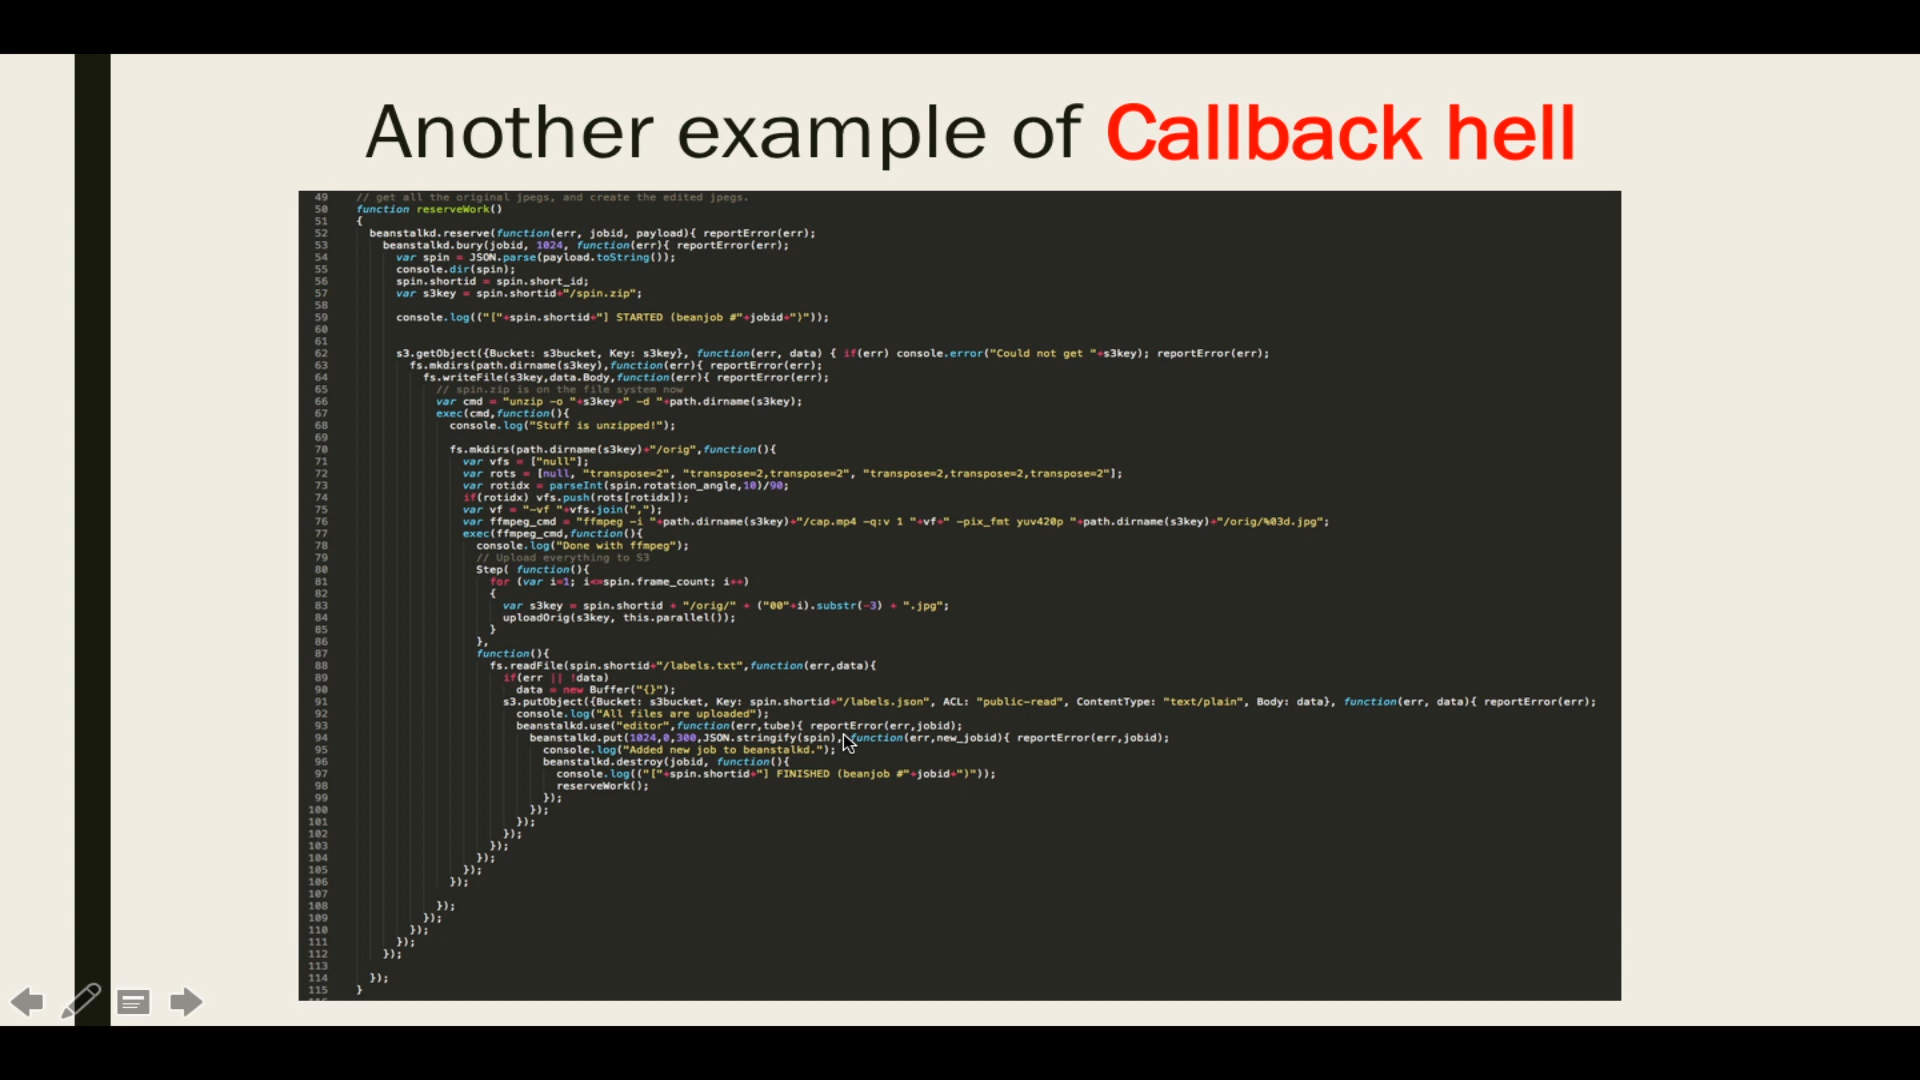 Another example of Callback hell
49 // get all the original jpegs, and create the edited jpegs.
50 function reserveWork()
51 {
52 beanstalkd.reserve(function(err, jobid, payload){ reportError(err);
53 beanstalkd.bury(jobid, 1024, function(err){ reportError(err);
54 var spin = JSON.parse(payload.toString());
55 console.dir(spin);
56 spin.shortid = spin.short_id;
57 var s3key = spin.shortid+"/spin.zip";
58
59 console.log(("["+spin.shortid+"] STARTED (beanjob #"+jobid+")"));
60
61
62 s3.getObject({Bucket: s3bucket, Key: s3key}, function(err, data) { if(err) console.error("Could not get "+s3key); reportError(err);
63 fs.mkdirs(path.dirname(s3key),function(err){ reportError(err);
64 fs.writeFile(s3key,data.Body,function(err){ reportError(err);
65 // spin.zip is on the file system now
66 var cmd = "unzip -o "+s3key+" -d "+path.dirname(s3key);
67 exec(cmd,function(){
68 console.log("Stuff is unzipped!");
69
70 fs.mkdirs(path.dirname(s3key)+"/orig",function(){
71 var vfs = ["null"];
72 var rots = [null, "transpose=2", "transpose=2,transpose=2", "transpose=2,transpose=2,transpose=2"];
73 var rotidx = parseInt(spin.rotation_angle,10)/90;
74 if(rotidx) vfs.push(rots[rotidx]);
75 var vf = "-vf "+vfs.join(",");
76 var ffmpeg_cmd = "ffmpeg -i "+path.dirname(s3key)+"/cap.mp4 -q:v 1 "+vf+" -pix_fmt yuv420p "+path.dirname(s3key)+"/orig/%03d.jpg";
77 exec(ffmpeg_cmd,function(){
78 console.log("Done with ffmpeg");
79 // Upload everything to S3
80 Step( function(){
81 for (var i=1; i<=spin.frame_count; i++)
82 {
83 var s3key = spin.shortid + "/orig/" + ("00"+i).substr(-3) + ".jpg";
84 uploadOrig(s3key, this.parallel());
85 }
86 },
87 function(){
88 fs.readFile(spin.shortid+"/labels.txt",function(err,data){
89 if(err || !data)
90 data = new Buffer("{}");
91 s3.putObject({Bucket: s3bucket, Key: spin.shortid+"/labels.json", ACL: "public-read", ContentType: "text/plain", Body: data}, function(err, data){ reportError(err);
92 console.log("All files are uploaded");
93 beanstalkd.use("editor",function(err,tube){ reportError(err,jobid);
94 beanstalkd.put(1024,0,300,JSON.stringify(spin), function(err,new_jobid){ reportError(err,jobid);
95 console.log("Added new job to beanstalkd.");
96 beanstalkd.destroy(jobid, function(){
97 console.log(("["+spin.shortid+"] FINISHED (beanjob #"+jobid+")"));
98 reserveWork();
99 });
100 });
101 });
102 });
103 });
104 });
105 });
106 });
107
108 });
109 });
110 });
111 });
112 });
113
114 });
115 }